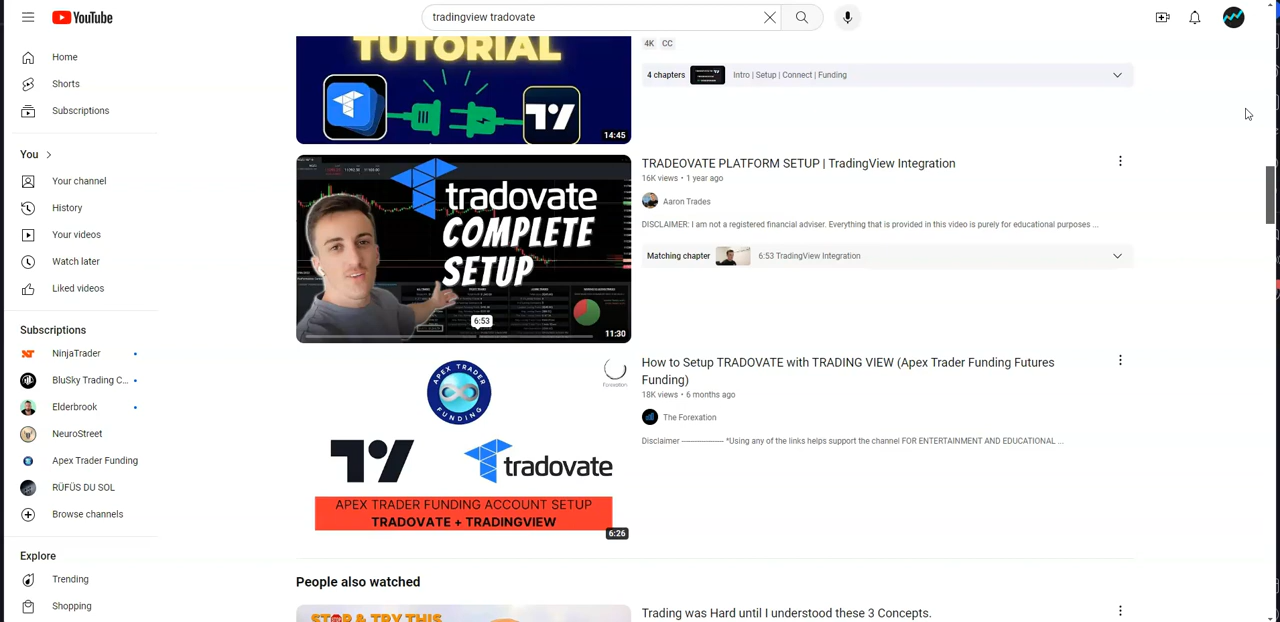 YouTube
tradingview tradovate
Home
Shorts
Subscriptions
You
Your channel
History
Your videos
Watch later
Liked videos
Subscriptions
NinjaTrader
BluSky Trading C...
Elderbrook
NeuroStreet
Apex Trader Funding
RÜFÜS DU SOL
Browse channels
Explore
Trending
Shopping
TUTORIAL
14:45
4K CC
4 chapters Intro | Setup | Connect | Funding
tradovate
COMPLETE
SETUP
6:53
11:30
TRADEOVATE PLATFORM SETUP | TradingView Integration
16K views • 1 year ago
Aaron Trades
DISCLAIMER: I am not a registered financial adviser. Everything that is provided in this video is purely for educational purposes ...
Matching chapter 6:53 TradingView Integration
APEX TRADER
FUNDING
Forexation
tradovate
APEX TRADER FUNDING ACCOUNT SETUP
TRADOVATE + TRADINGVIEW
6:26
How to Setup TRADOVATE with TRADING VIEW (Apex Trader Funding Futures
Funding)
18K views • 6 months ago
The Forexation
Disclaimer ---------------- *Using any of the links helps support the channel FOR ENTERTAINMENT AND EDUCATIONAL ...
People also watched
STOP & TRY THIS
Trading was Hard until I understood these 3 Concepts.